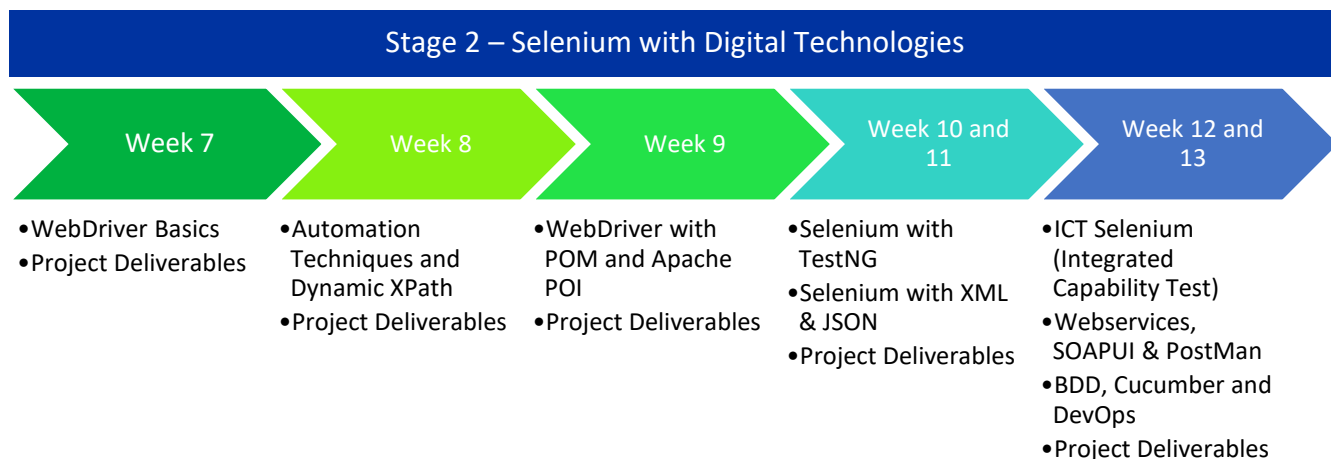 Stage 2 – Selenium with Digital Technologies
Week 7
Week 8
Week 9
Week 10 and
11
Week 12 and
13
•WebDriver Basics
•Project Deliverables
•Automation
Techniques and
Dynamic XPath
•Project Deliverables
•WebDriver with
POM and Apache
POI
•Project Deliverables
•Selenium with
TestNG
•Selenium with XML
& JSON
•Project Deliverables
•ICT Selenium
(Integrated
Capability Test)
•Webservices,
SOAPUI & PostMan
•BDD, Cucumber and
DevOps
•Project Deliverables